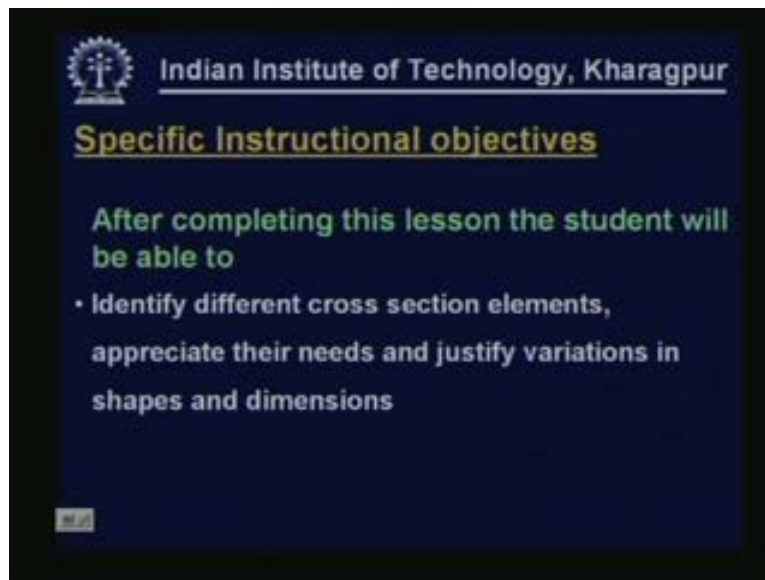 Indian Institute of Technology, Kharagpur
Specific Instructional objectives
After completing this lesson the student will
be able to
• Identify different cross section elements,
appreciate their needs and justify variations in
shapes and dimensions